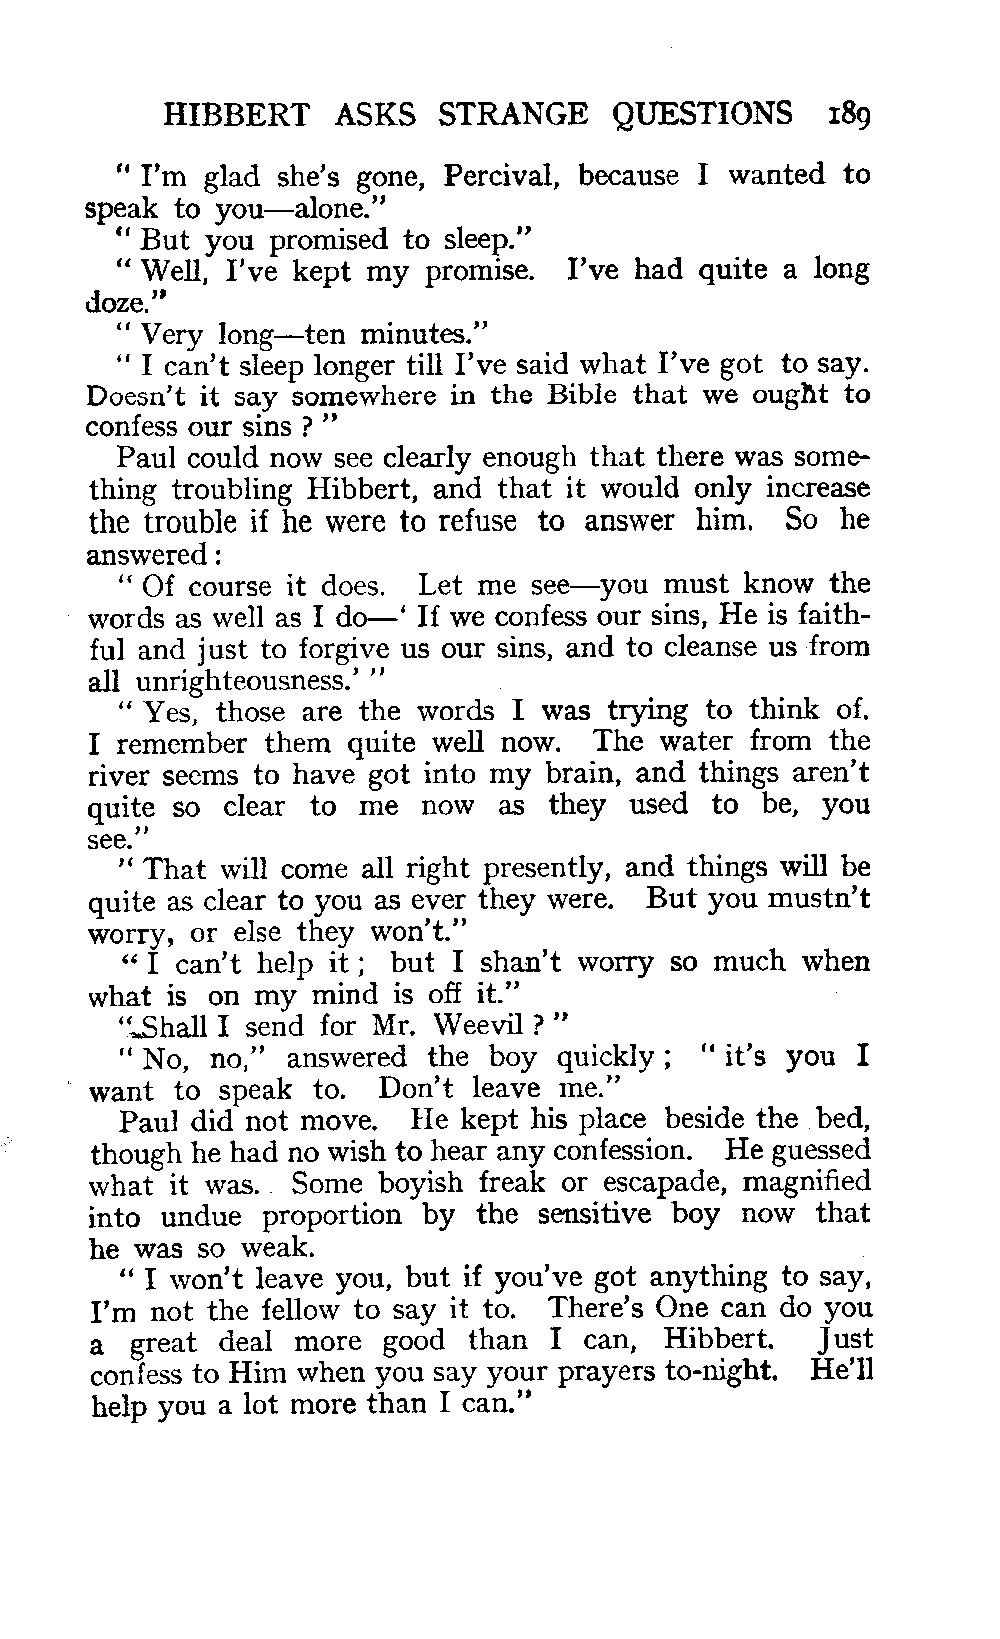 HIBBERT ASKS STRANGE QUESTIONS 189
" I'm glad she's gone, Percival, because I wanted to
speak to you—alone."
" But you promised to sleep."
" Well, I've kept my promise. I've had quite a long
doze."
" Very long—ten minutes."
" I can't sleep longer till I've said what I've got to say.
Doesn't it say somewhere in the Bible that we ought to
confess our sins ? "
Paul could now see clearly enough that there was some-
thing troubling Hibbert, and that it would only increase
the trouble if he were to refuse to answer him. So he
answered :
" Of course it does. Let me see—you must know the
words as well as I do—' If we confess our sins, He is faith-
ful and just to forgive us our sins, and to cleanse us from
all unrighteousness.' "
" Yes, those are the words I was trying to think of.
I remember them quite well now. The water from the
river seems to have got into my brain, and things aren't
quite so clear to me now as they used to be, you
see."
" That will come all right presently, and things will be
quite as clear to you as ever they were. But you mustn't
worry, or else they won't."
" I can't help it ; but I shan't worry so much when
what is on my mind is off it."
" Shall I send for Mr. Weevil ? "
" No, no," answered the boy quickly ; " it's you I
want to speak to. Don't leave me."
Paul did not move. He kept his place beside the bed,
though he had no wish to hear any confession. He guessed
what it was. Some boyish freak or escapade, magnified
into undue proportion by the sensitive boy now that
he was so weak.
" I won't leave you, but if you've got anything to say,
I'm not the fellow to say it to. There's One can do you
a great deal more good than I can, Hibbert. Just
confess to Him when you say your prayers to-night. He'll
help you a lot more than I can."